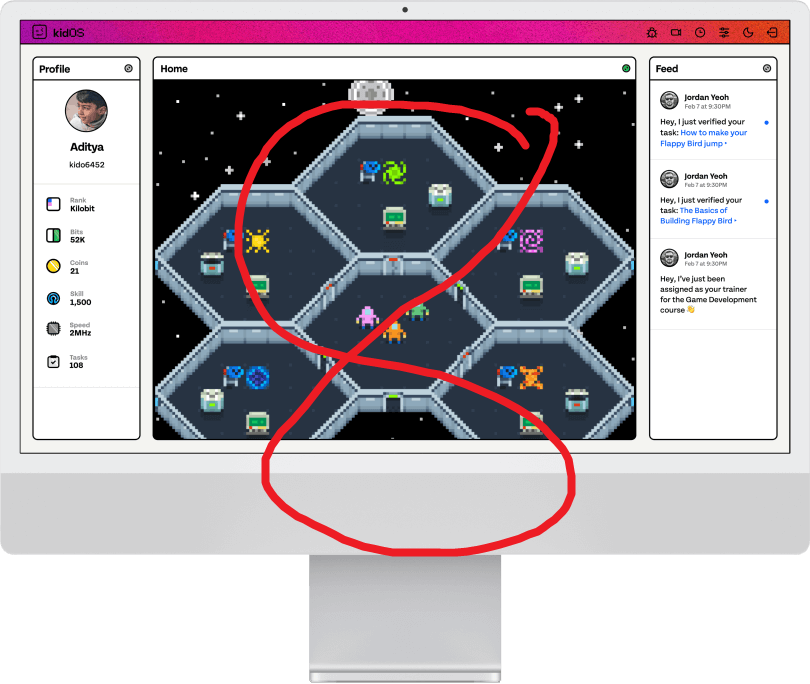 kidOS
Profile
Home
Feed
Aditya
kido6452
Rank
Kilobit
Bits
52K
Coins
21
Skill
1,500
Speed
2MHz
Tasks
108
Jordan Yeoh
Feb 7 at 9:30PM
Hey, I just verified your
task: How to make your
Flappy Bird jump
Jordan Yeoh
Feb 7 at 9:30PM
Hey, I just verified your
task: The Basics of
Building Flappy Bird
Jordan Yeoh
Feb 7 at 9:30PM
Hey, I've just been
assigned as your trainer
for the Game Development
course 👋
8